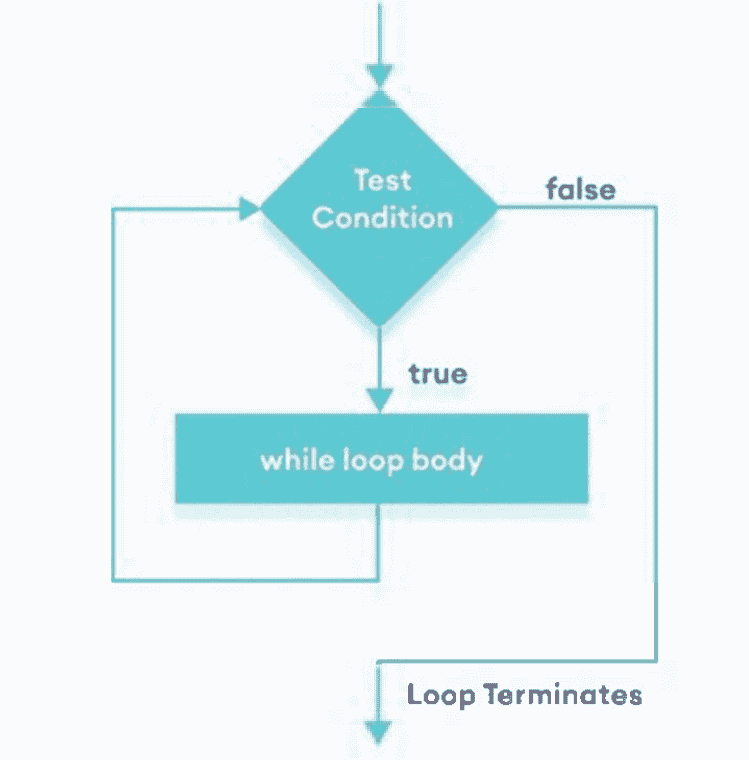 Test
Condition
false
true
while loop body
Loop Terminates